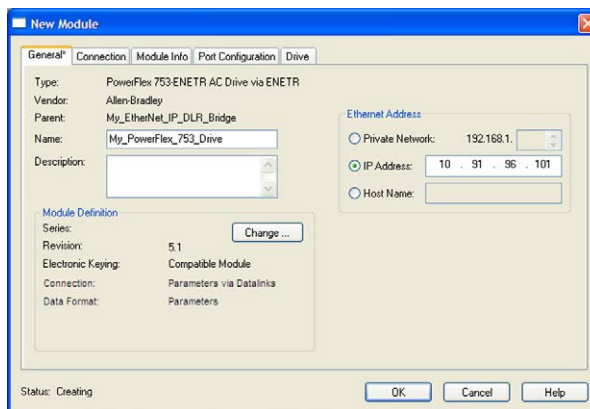 New Module
General* Connection Module Info Port Configuration Drive
Type: PowerFlex 753-ENETR AC Drive via ENETR
Vendor: Allen-Bradley
Parent: My_EtherNet_IP_DLR_Bridge
Name: My_PowerFlex_753_Drive
Description:
Ethernet Address
Private Network: 192.168.1.
IP Address: 10 . 91 . 96 . 101
Host Name:
Module Definition
Series:
Change ...
Revision: 5.1
Electronic Keying: Compatible Module
Connection: Parameters via Datalinks
Data Format: Parameters
Status: Creating
OK Cancel Help